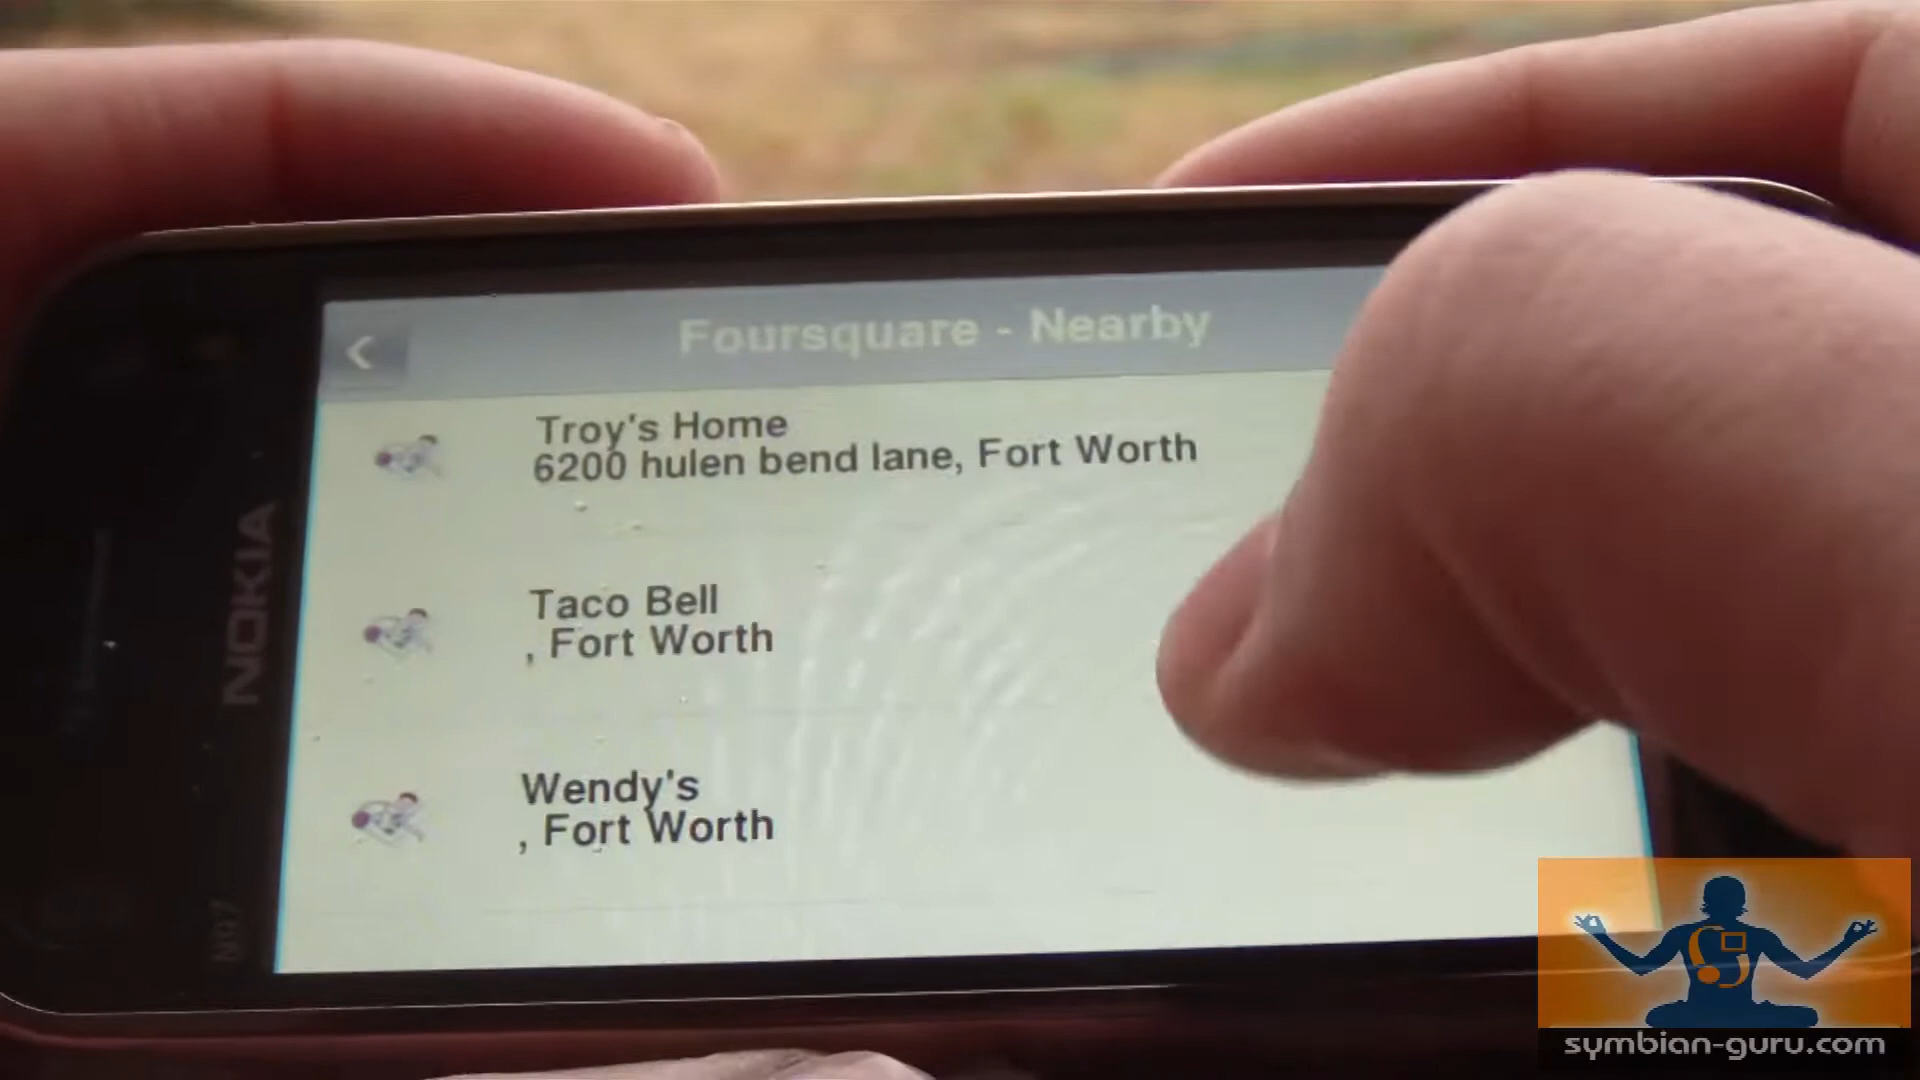 Foursquare - Nearby
Troy's Home
6200 hulen bend lane, Fort Worth
Taco Bell
, Fort Worth
Wendy's
, Fort Worth
NOKIA
N97
symbian-guru.com